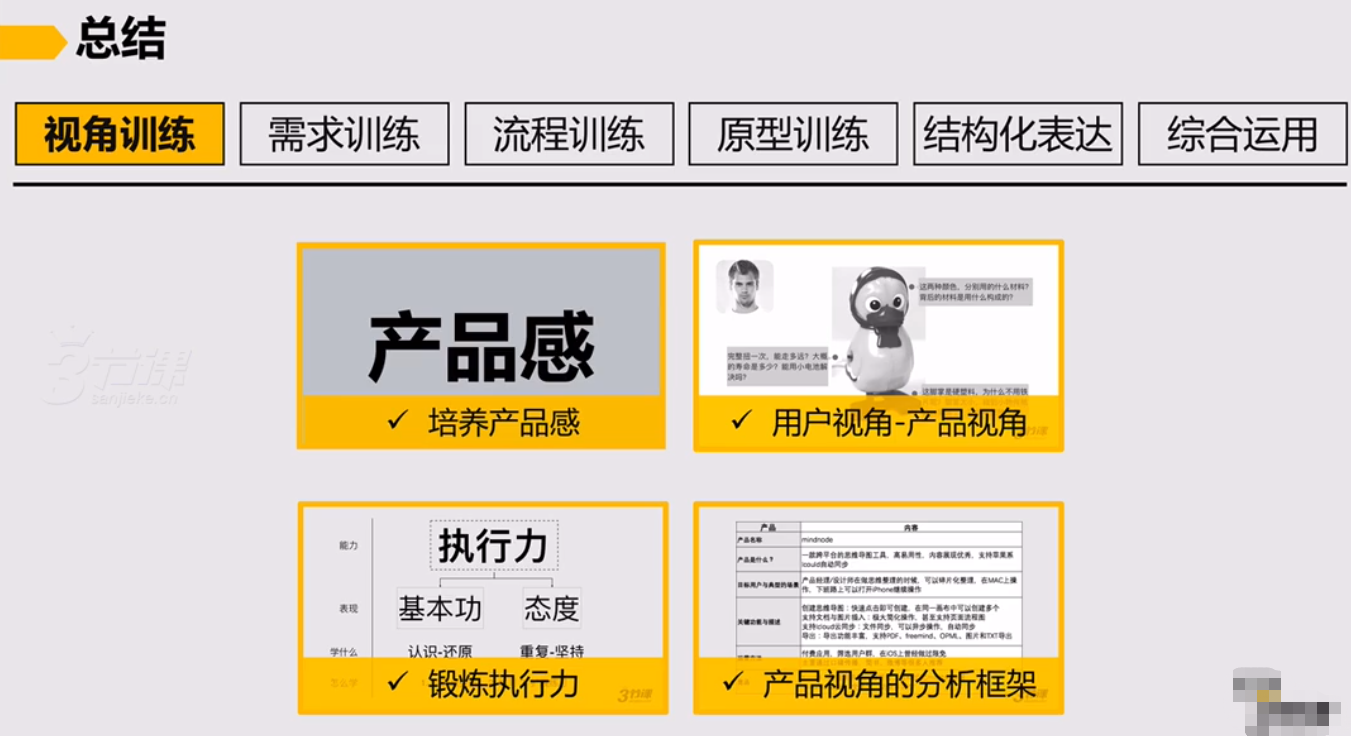 总结
视角训练
需求训练
流程训练
原型训练
结构化表达
综合运用
产品感
✓ 培养产品感
这两种颜色，分别用的什么材料?
背后的材料是用什么构成的?
完整扭一次，能走多远？大概
的寿命是多少？能用小电池解
决吗?
这脚掌是硬塑料，为什么不用铁
✓ 用户视角-产品视角
3节课
sanjieke.cn
能力
执行力
表现
基本功
态度
学什么
认识-还原
重复-坚持
怎么学
✓ 锻炼执行力
3节课
产品
内容
产品名称
mindnode
产品是什么?
一款跨平台的思维导图工具，高易用性，内容展现优秀，支持苹果系
icould自动同步
目标用户与典型的场景
产品经理/设计师在做思维整理的时候，可以碎片化整理，在MAC上操
作，下班路上可以打开iPhone继续操作
关键功能与描述
创建思维导图：快速点击即可创建，在同一画布中可以创建多个
支持文档与图片插入：极大简化操作，甚至支持页面流程图
支持icloud云同步：文件同步，可以异步操作，自动同步
导出：导出功能丰富，支持PDF、freemind、OPML、图片和TXT导出
付费应用，筛选用户群，在iOS上曾经做过限免
✓ 产品视角的分析框架